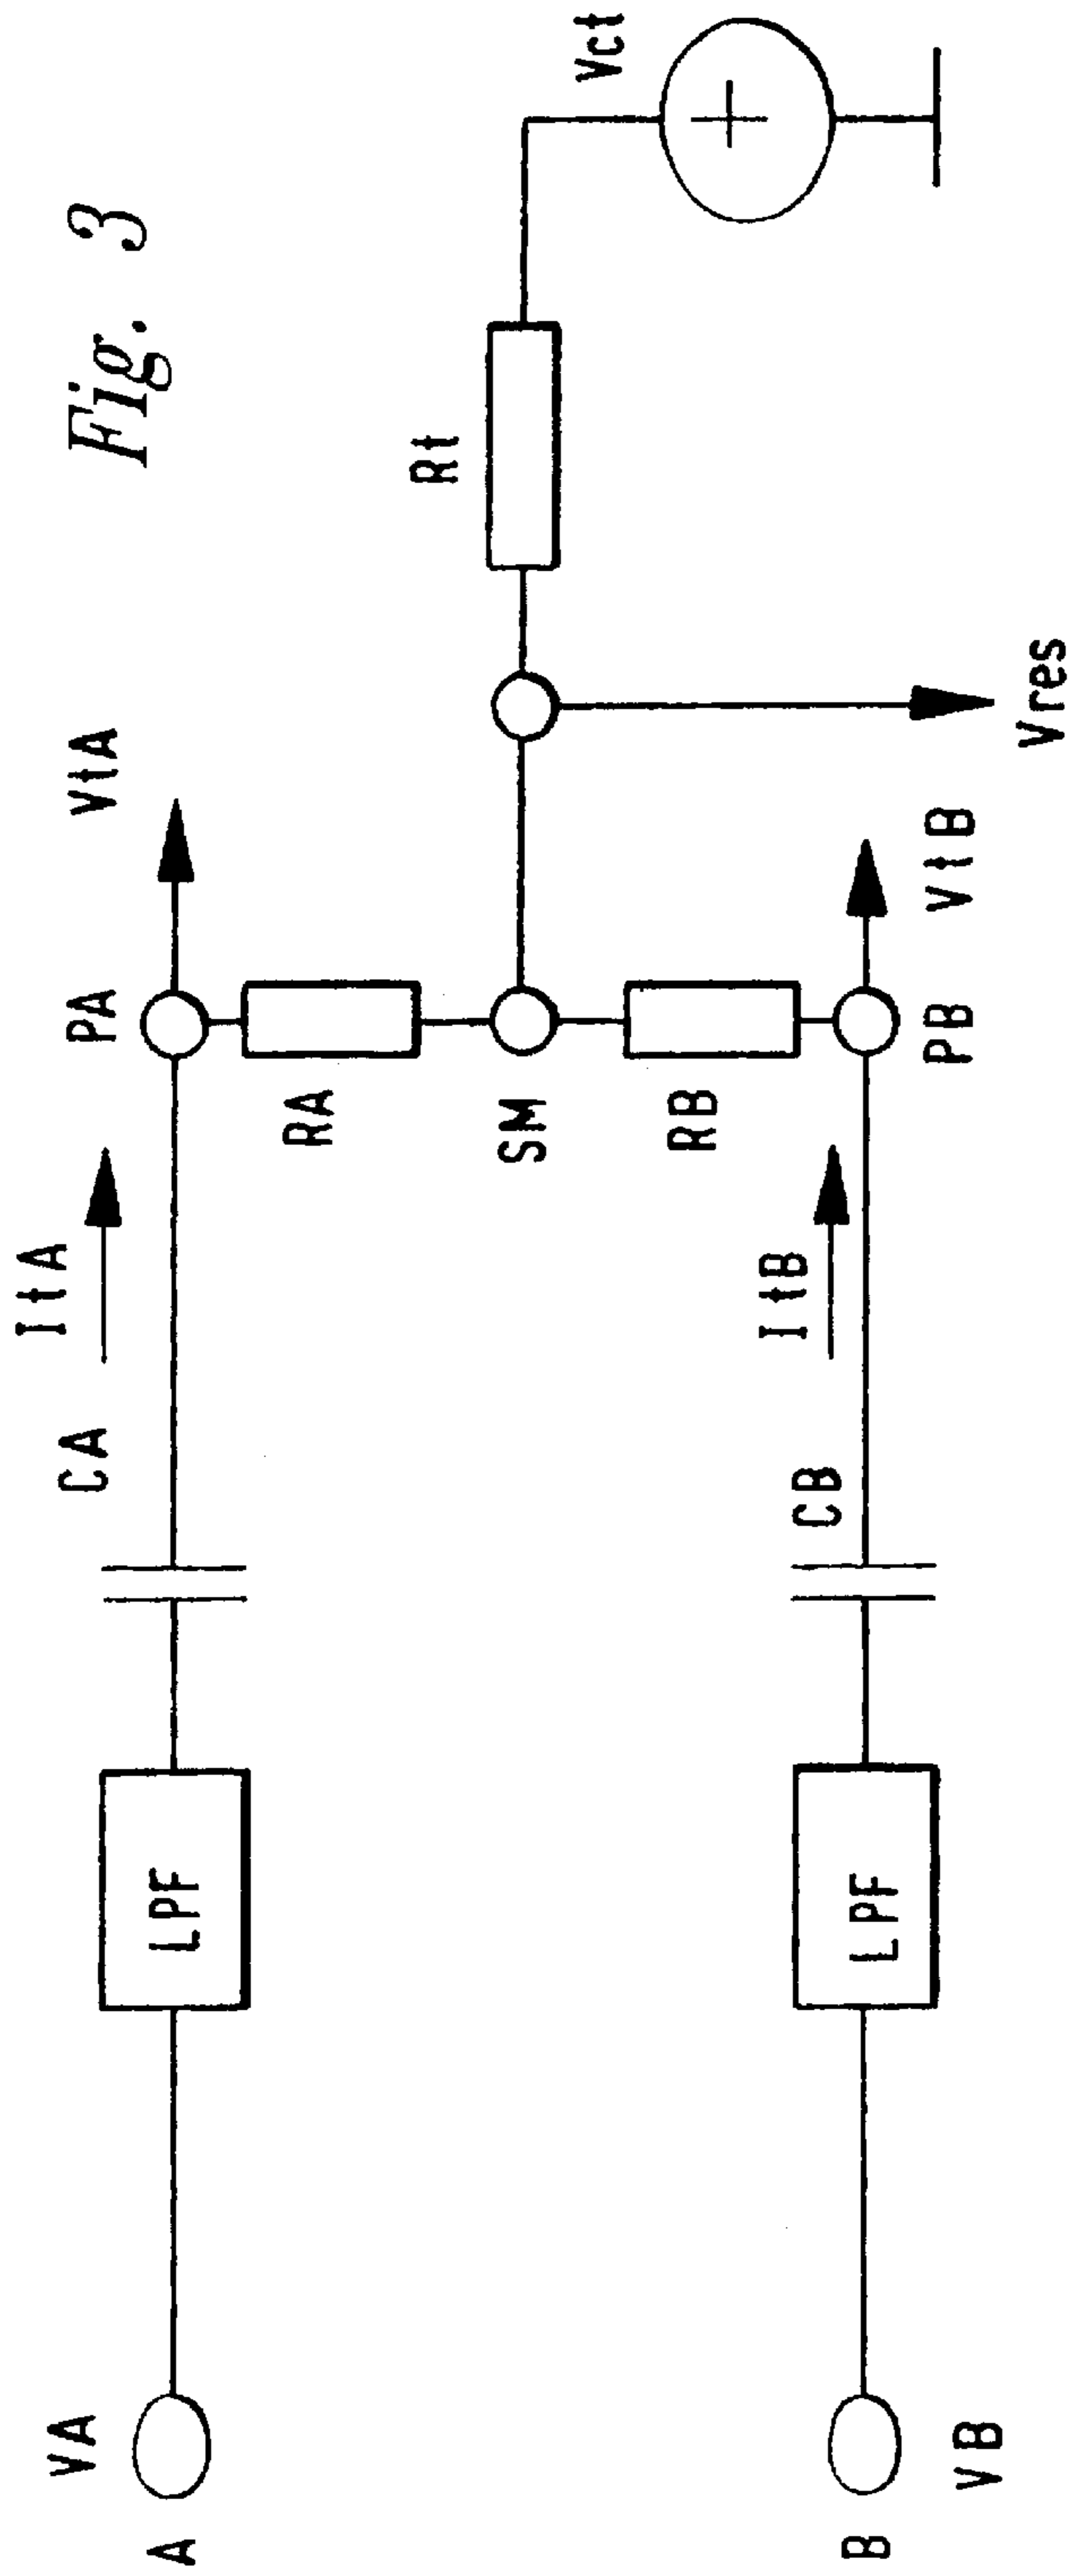 Fig. 3
VA
A
LPF
CA
ItA
PA
VtA
RA
SM
Rt
Vct
RB
Vres
B
VB
LPF
CB
ItB
PB
VtB